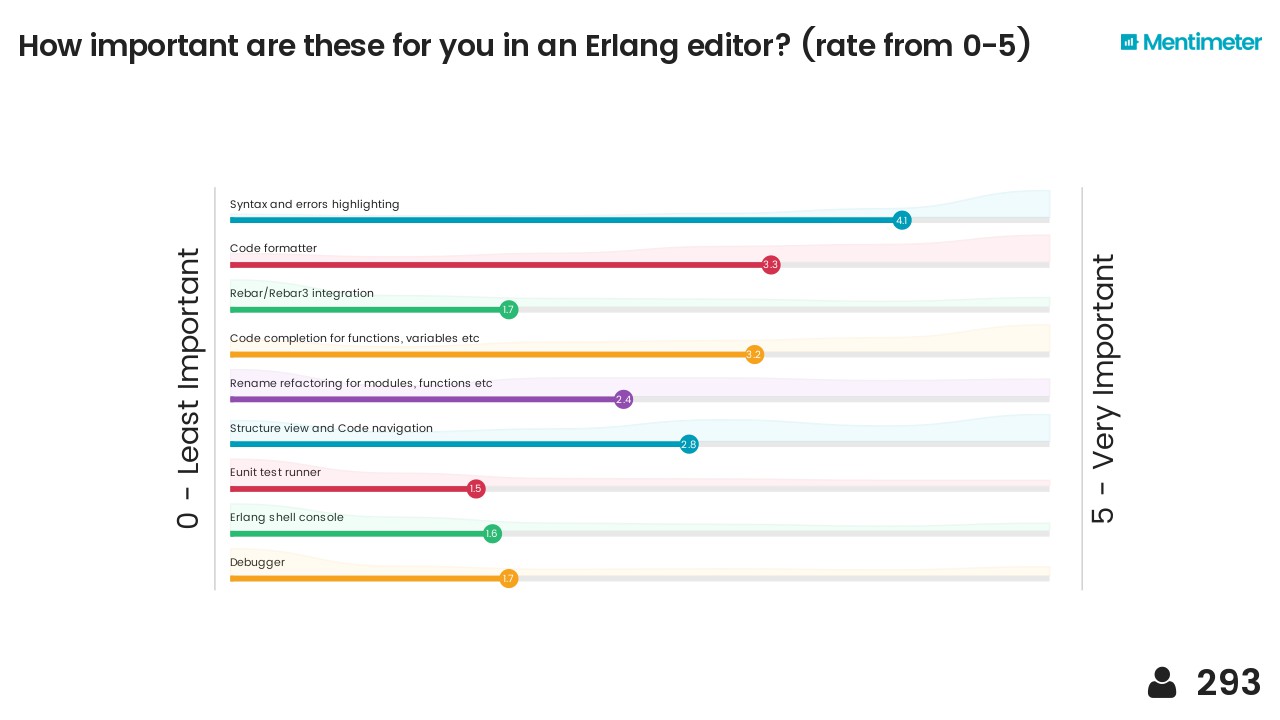 How important are these for you in an Erlang editor? (rate from 0-5)
Mentimeter
0 - Least Important
Syntax and errors highlighting
4.1
Code formatter
3.3
Rebar/Rebar3 integration
1.7
Code completion for functions, variables etc
3.2
Rename refactoring for modules, functions etc
2.4
Structure view and Code navigation
2.8
Eunit test runner
1.5
Erlang shell console
1.6
Debugger
1.7
5 - Very Important
293